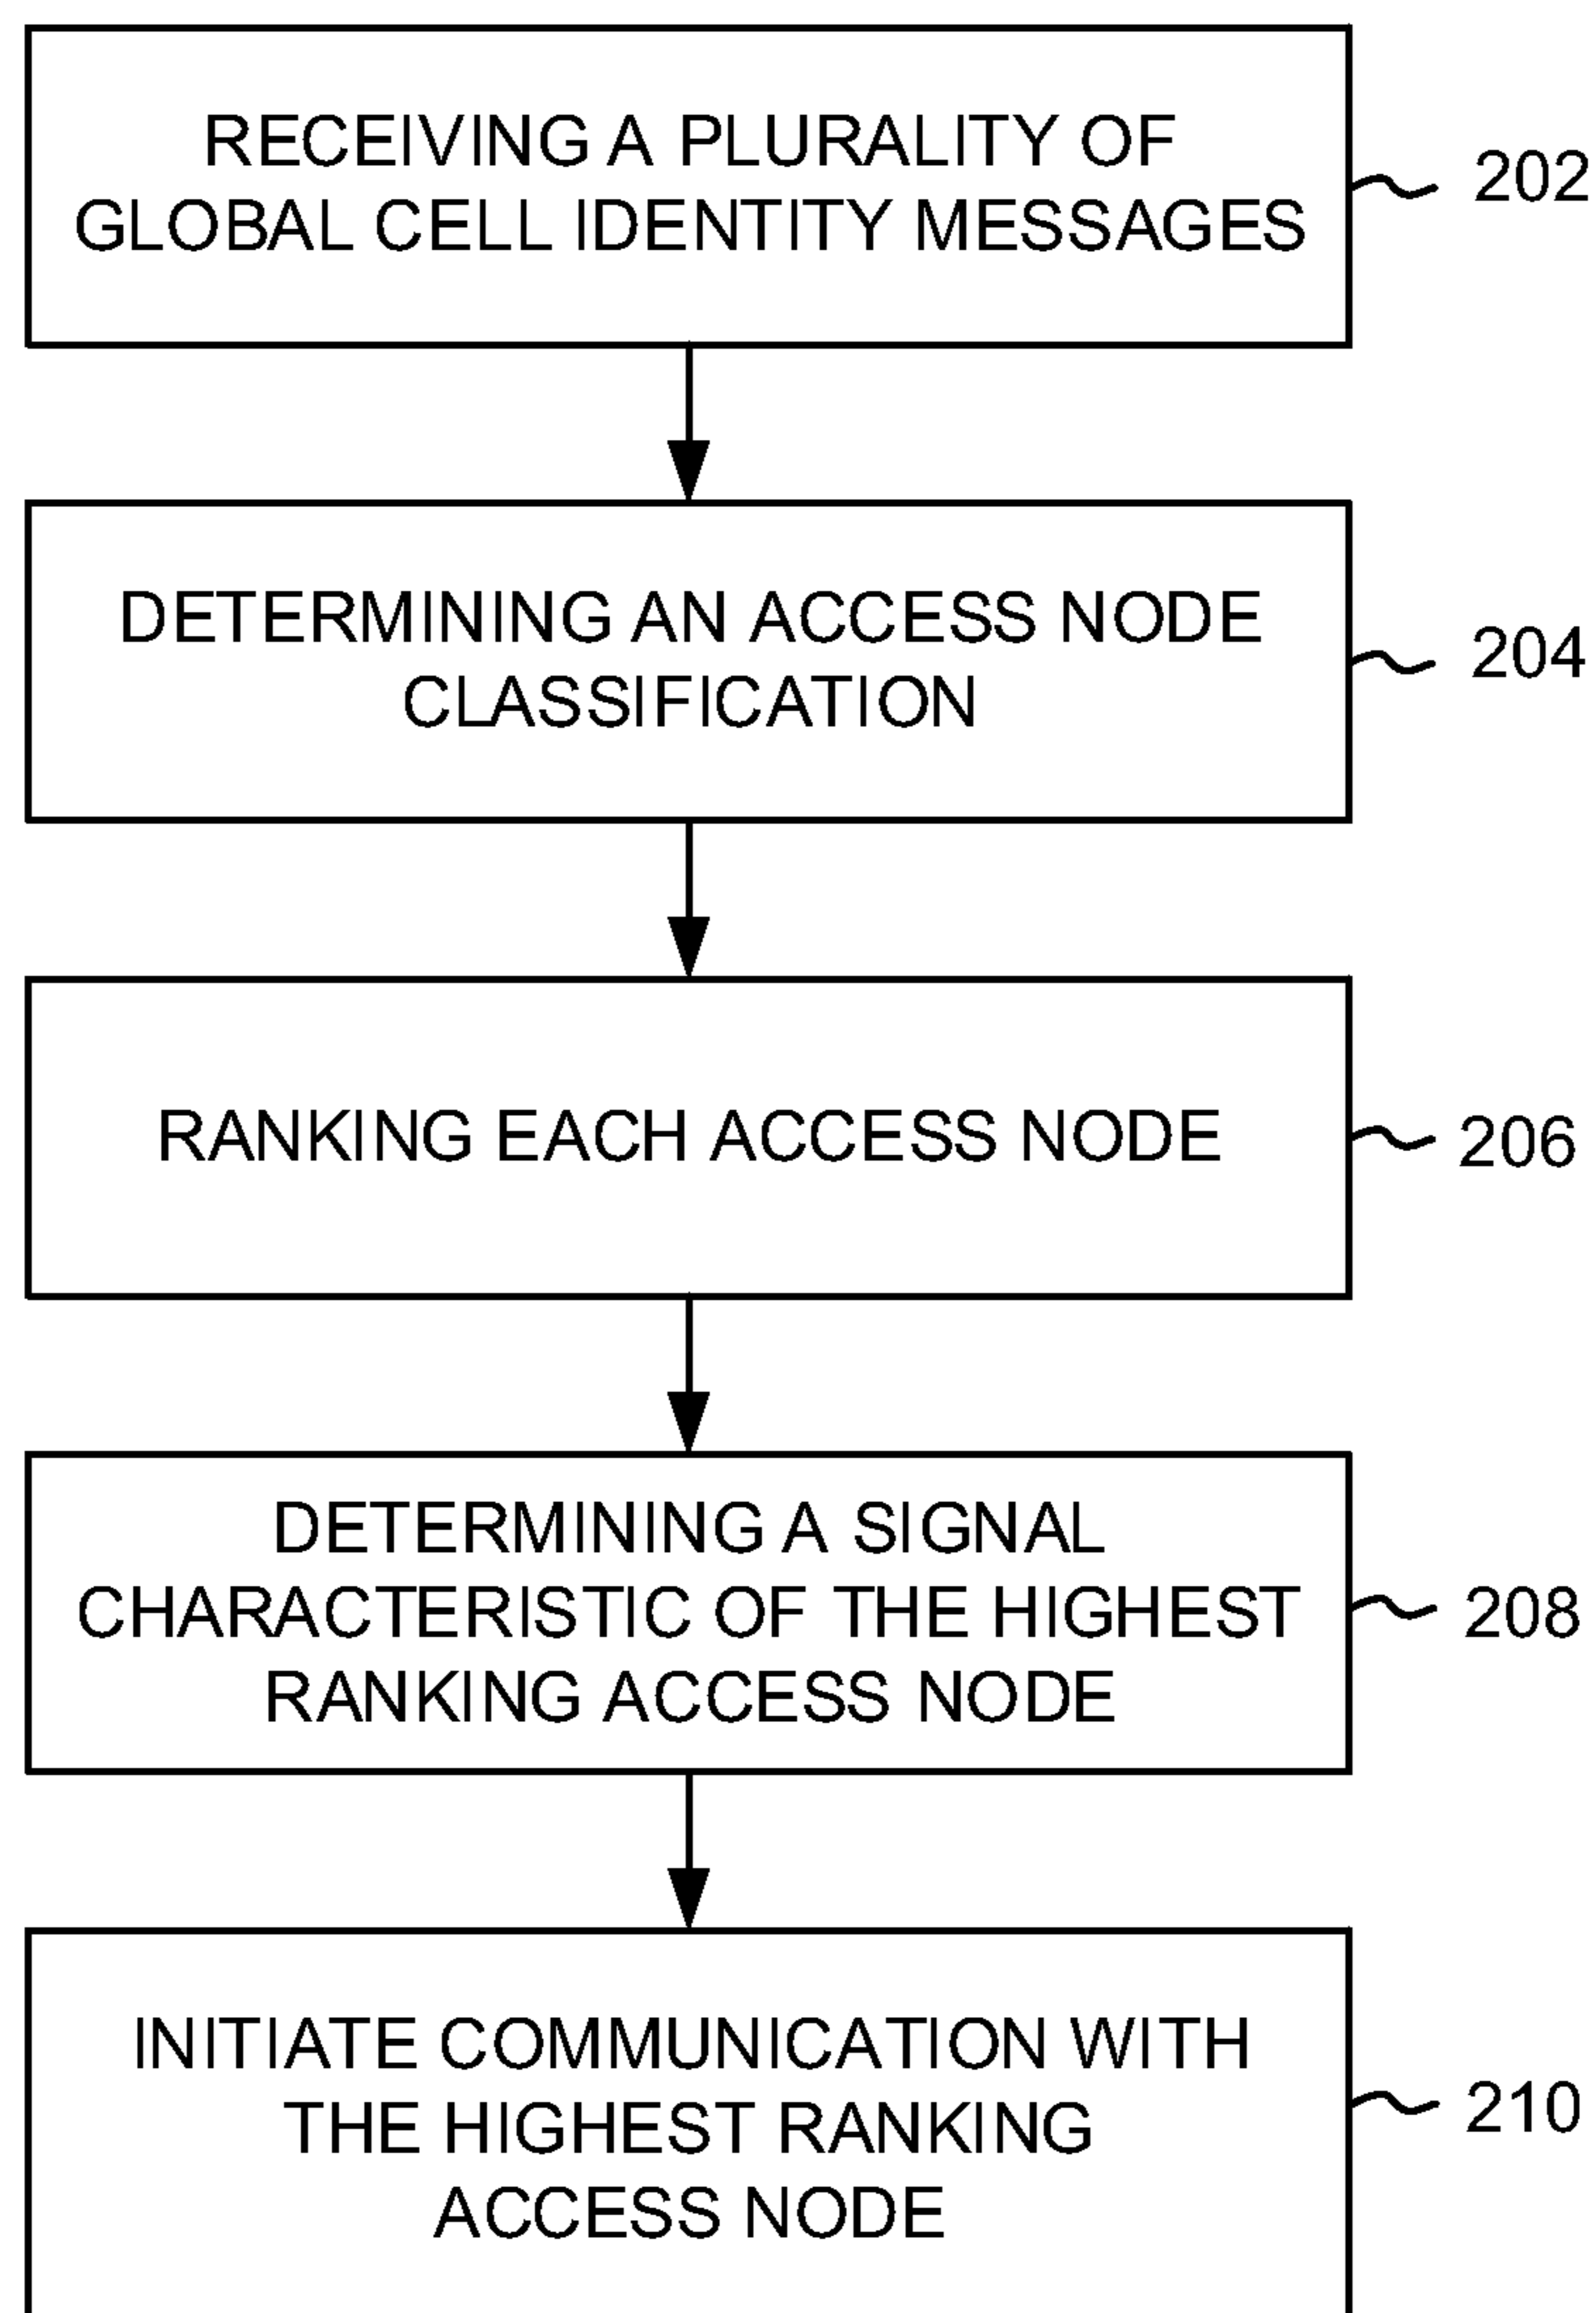 RECEIVING A PLURALITY OF
GLOBAL CELL IDENTITY MESSAGES
202
DETERMINING AN ACCESS NODE
CLASSIFICATION
204
RANKING EACH ACCESS NODE
206
DETERMINING A SIGNAL
CHARACTERISTIC OF THE HIGHEST
RANKING ACCESS NODE
208
INITIATE COMMUNICATION WITH
THE HIGHEST RANKING
ACCESS NODE
210